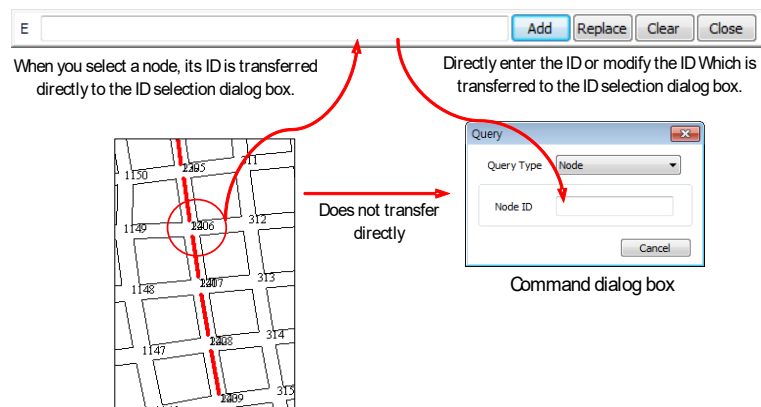 E Add Replace Clear Close
When you select a node, its ID is transferred
directly to the ID selection dialog box.
Directly enter the ID or modify the ID Which is
transferred to the ID selection dialog box.
Query
Query Type Node
Node ID
Cancel
Command dialog box
Does not transfer
directly
311
1150
312
1149
313
1148
314
1147
315